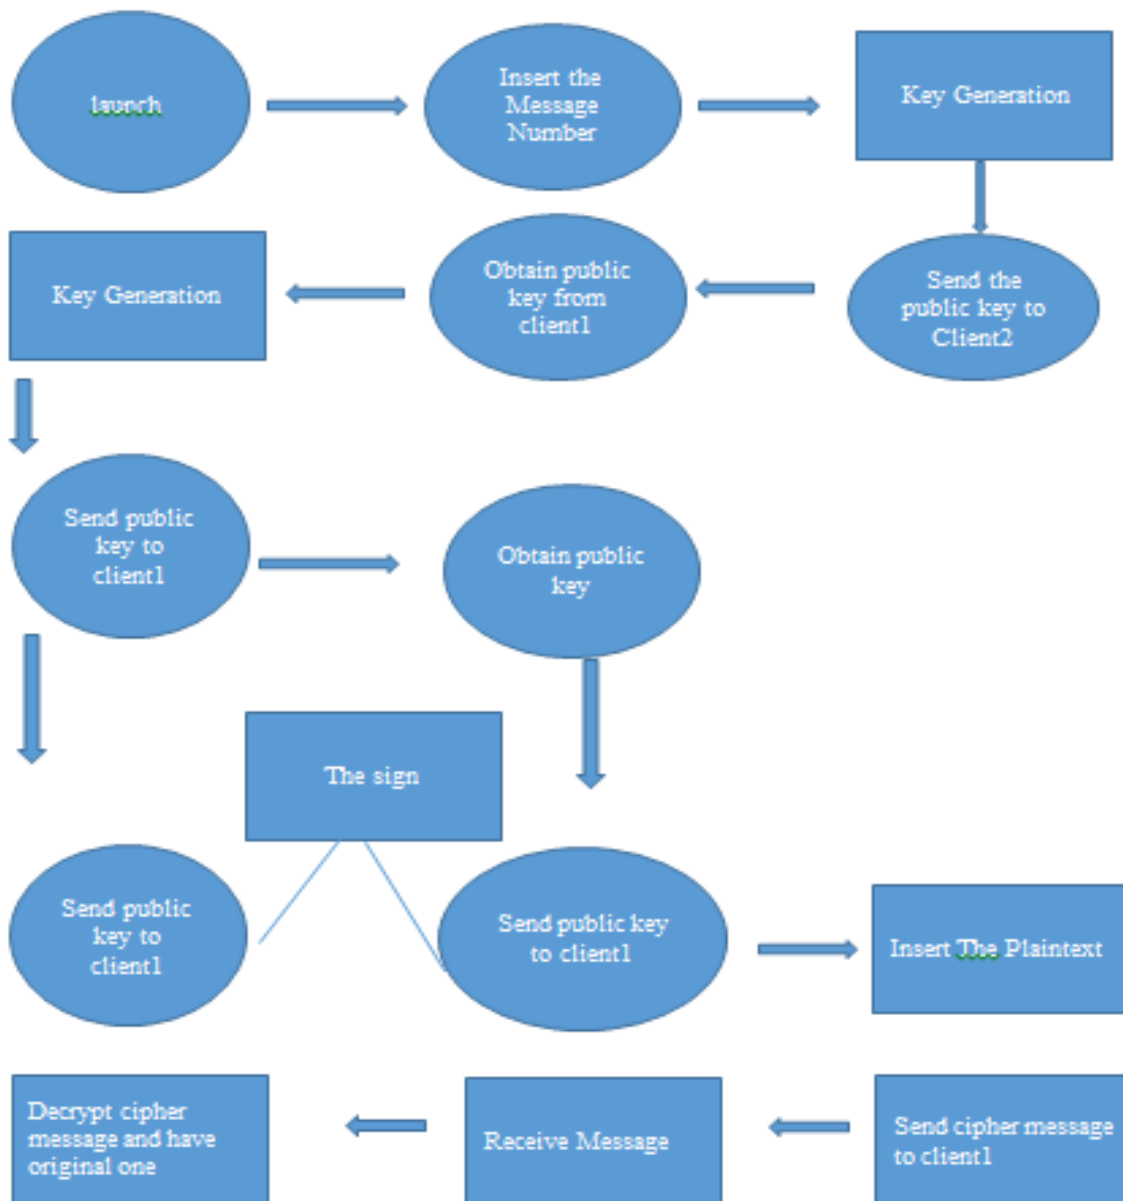 launch
Insert the
Message
Number
Key Generation
Key Generation
Obtain public
key from
client1
Send the
public key to
Client2
Send public
key to
client1
Obtain public
key
The sign
Send public
key to
client1
Send public key
to client1
Insert The Plaintext
Decrypt cipher
message and have
original one
Receive Message
Send cipher message
to client1